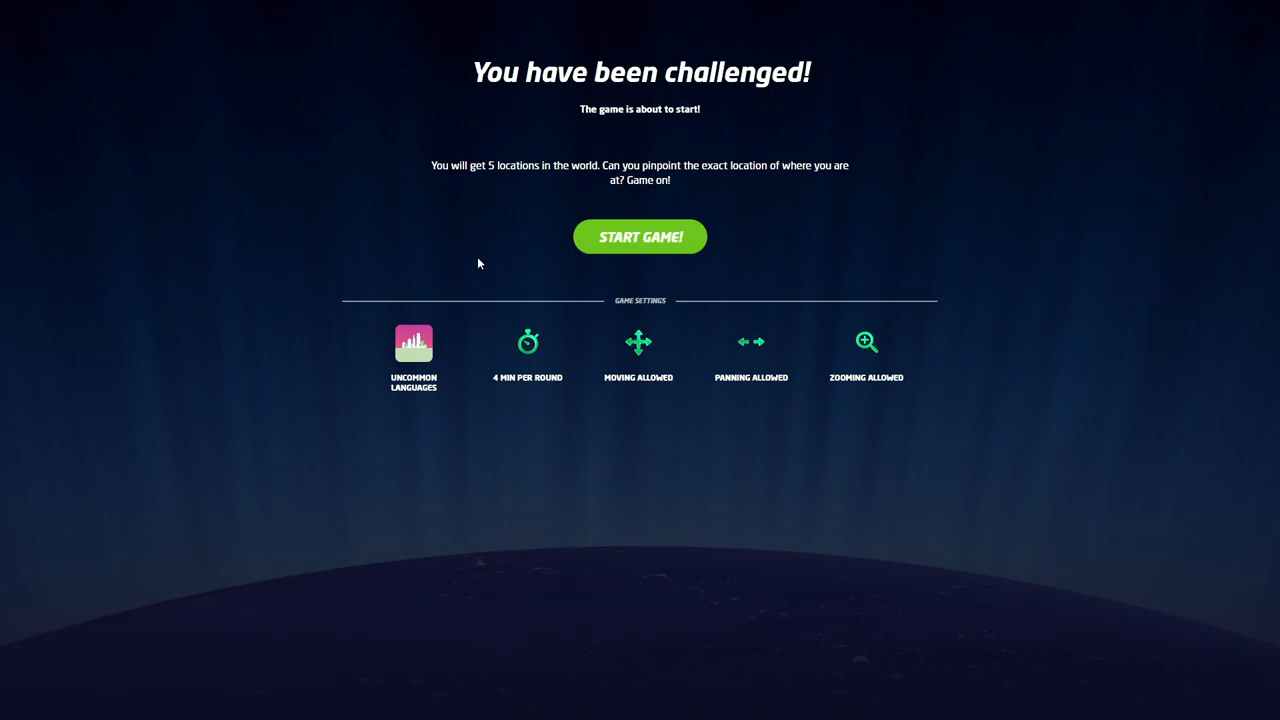 You have been challenged!
The game is about to start!
You will get 5 locations in the world. Can you pinpoint the exact location of where you are
at? Game on!
START GAME!
GAME SETTINGS
UNCOMMON
LANGUAGES
4 MIN PER ROUND
MOVING ALLOWED
PANNING ALLOWED
ZOOMING ALLOWED